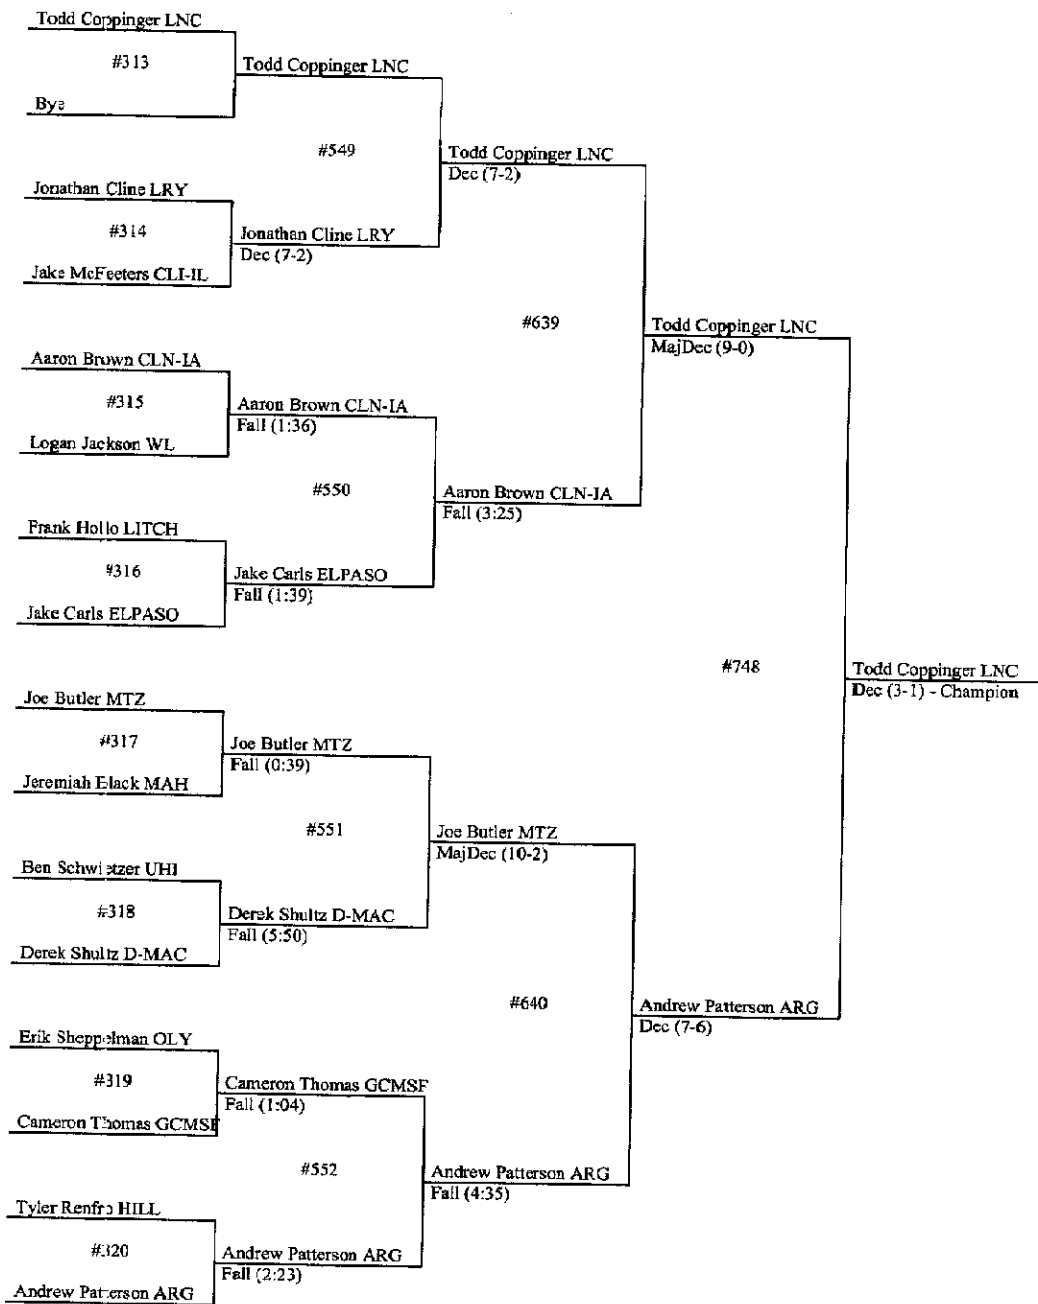 Todd Coppinger LNC
#313
Todd Coppinger LNC
Bye
#549
Todd Coppinger LNC
Dec (7-2)
Jonathan Cline LRY
#314
Jonathan Cline LRY
Dec (7-2)
Jake McFeeters CLI-IL
#639
Todd Coppinger LNC
MajDec (9-0)
Aaron Brown CLN-IA
#315
Aaron Brown CLN-IA
Fall (1:36)
Logan Jackson WL
#550
Aaron Brown CLN-IA
Fall (3:25)
Frank Hollo LITCH
#316
Jake Carls ELPASO
Fall (1:39)
Jake Carls ELPASO
#748
Todd Coppinger LNC
Dec (3-1) - Champion
Joe Butler MTZ
#317
Joe Butler MTZ
Fall (0:39)
Jeremiah Black MAH
#551
Joe Butler MTZ
MajDec (10-2)
Ben Schwietzer UHI
#318
Derek Shultz D-MAC
Fall (5:50)
Derek Shultz D-MAC
#640
Andrew Patterson ARG
Dec (7-6)
Erik Sheppelman OLY
#319
Cameron Thomas GCMSF
Fall (1:04)
Cameron Thomas GCMSF
#552
Andrew Patterson ARG
Fall (4:35)
Tyler Renfro HILL
#320
Andrew Patterson ARG
Fall (2:23)
Andrew Patterson ARG